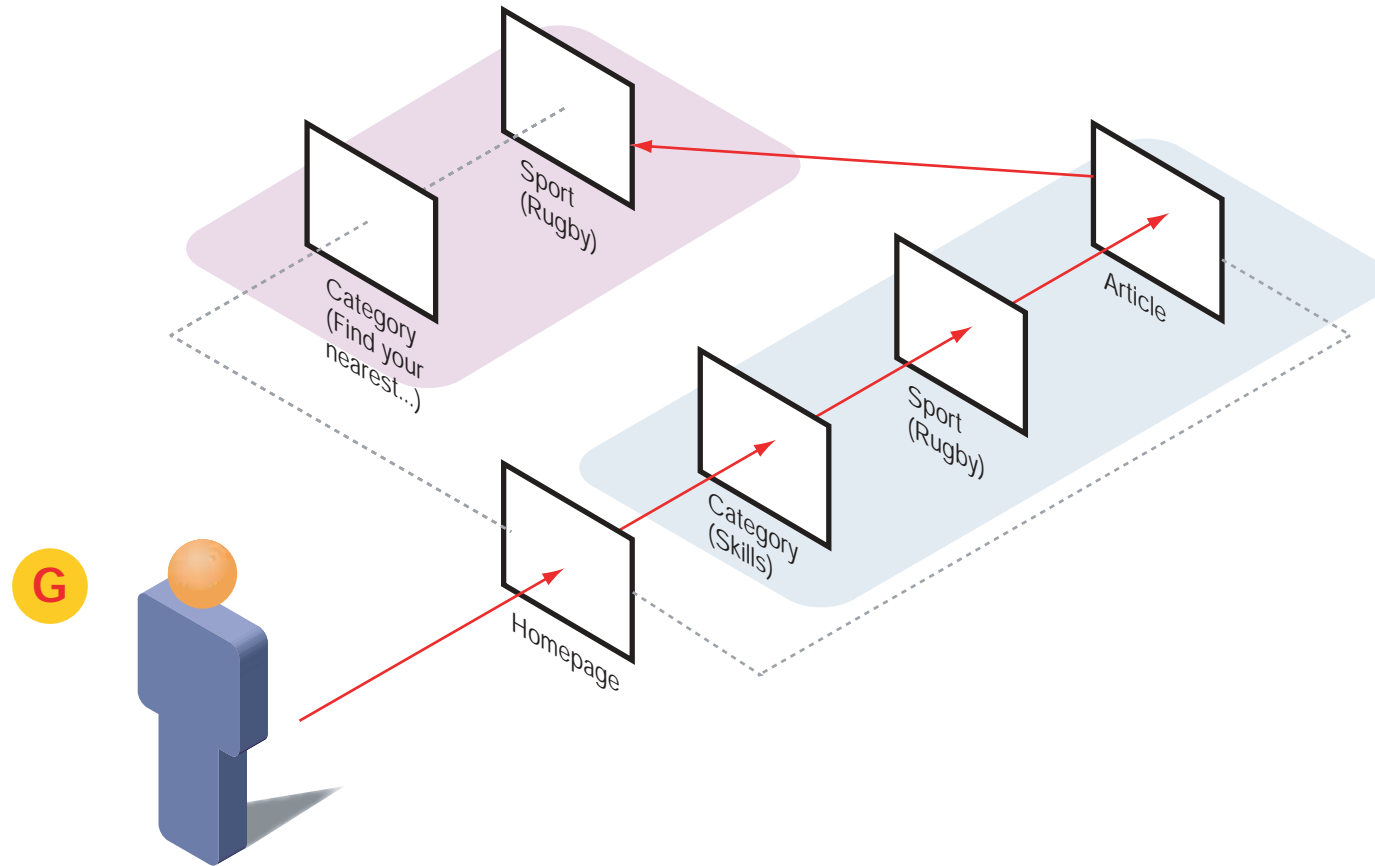 Sport
(Rugby)
Category
(Find your
nearest...)
Article
Sport
(Rugby)
Category
(Skills)
Homepage
G